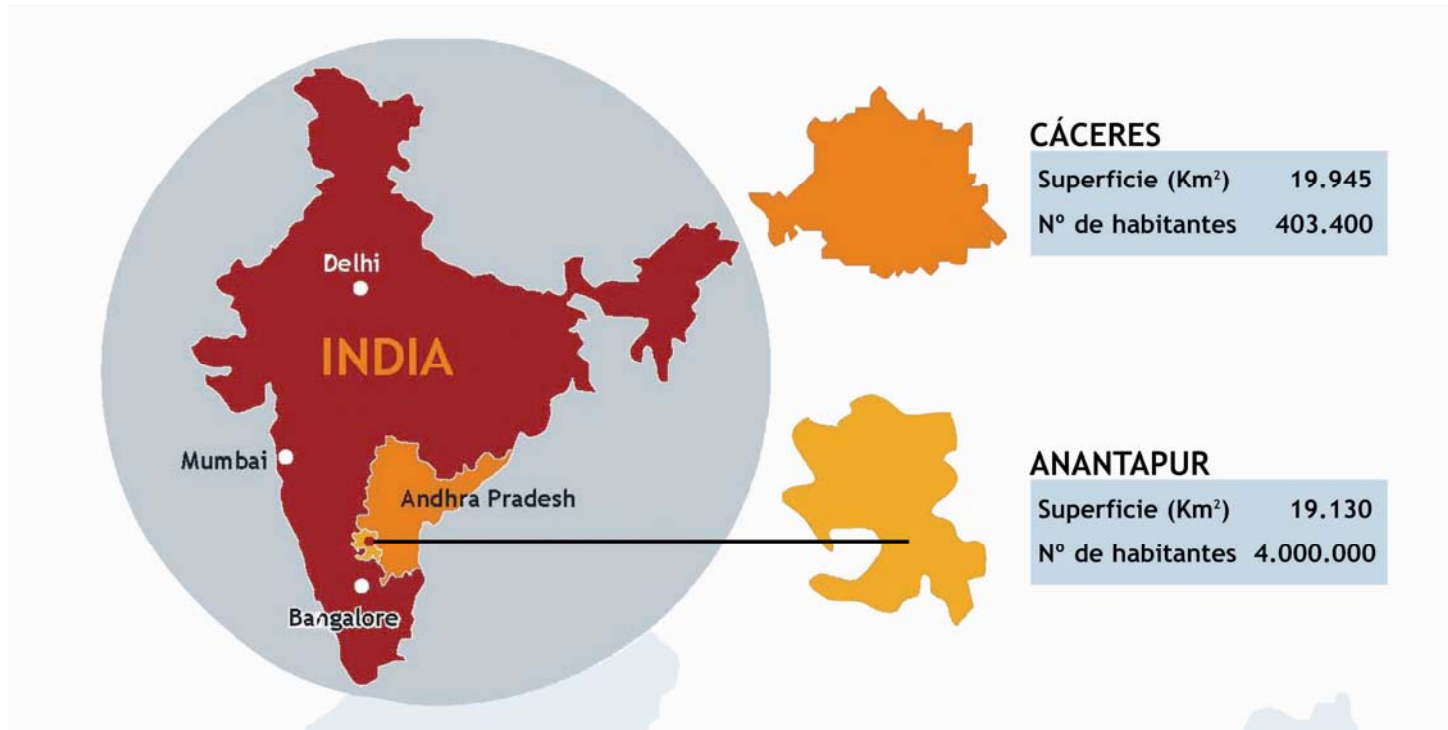 Delhi
INDIA
Mumbai
Andhra Pradesh
Bangalore
CÁCERES
Superficie (Km²) 19.945
Nº de habitantes 403.400
ANANTAPUR
Superficie (Km²) 19.130
Nº de habitantes 4.000.000